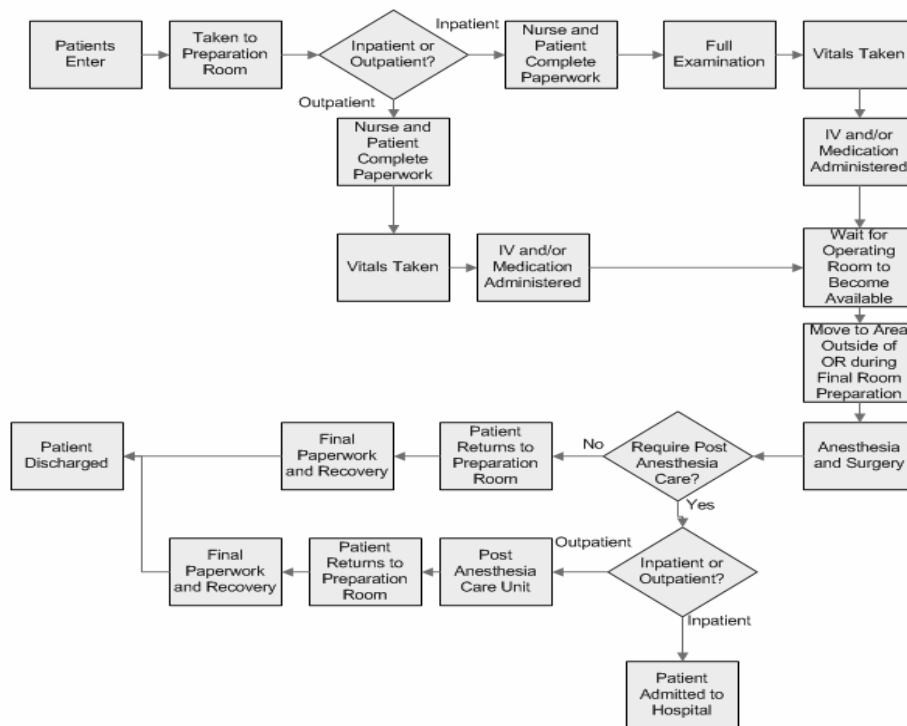 Patients
Enter
Taken to
Preparation
Room
Inpatient or
Outpatient?
Inpatient
Nurse and
Patient
Complete
Paperwork
Full
Examination
Vitals Taken
Outpatient
Nurse and
Patient
Complete
Paperwork
IV and/or
Medication
Administered
Vitals Taken
IV and/or
Medication
Administered
Wait for
Operating
Room to
Become
Available
Move to Area
Outside of
OR during
Final Room
Preparation
Patient
Discharged
Final
Paperwork
and Recovery
Patient
Returns to
Preparation
Room
No
Require Post
Anesthesia
Care?
Anesthesia
and Surgery
Yes
Final
Paperwork
and Recovery
Patient
Returns to
Preparation
Room
Post
Anesthesia
Care Unit
Outpatient
Inpatient or
Outpatient?
Inpatient
Patient
Admitted to
Hospital